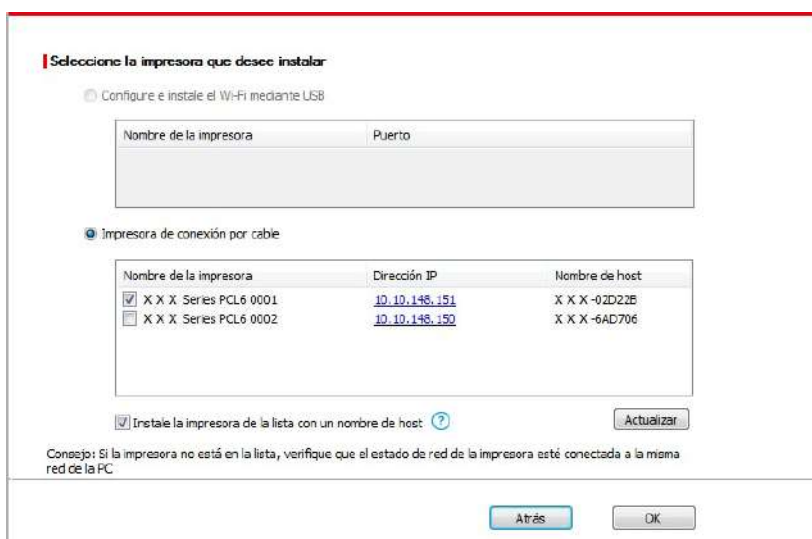 Seleccione la impresora que desee instalar
Configure e instale el Wi-Fi mediante USB
Nombre de la impresora Puerto
Impresora de conexión por cable
Nombre de la impresora Dirección IP Nombre de host
X X X Series PCL6 0001 10.10.148.151 X X X -02D22B
X X X Series PCL6 0002 10.10.148.150 X X X -6AD706
Instale la impresora de la lista con un nombre de host ? Actualizar
Consejo: Si la impresora no está en la lista, verifique que el estado de red de la impresora esté conectada a la misma
red de la PC
Atrás OK